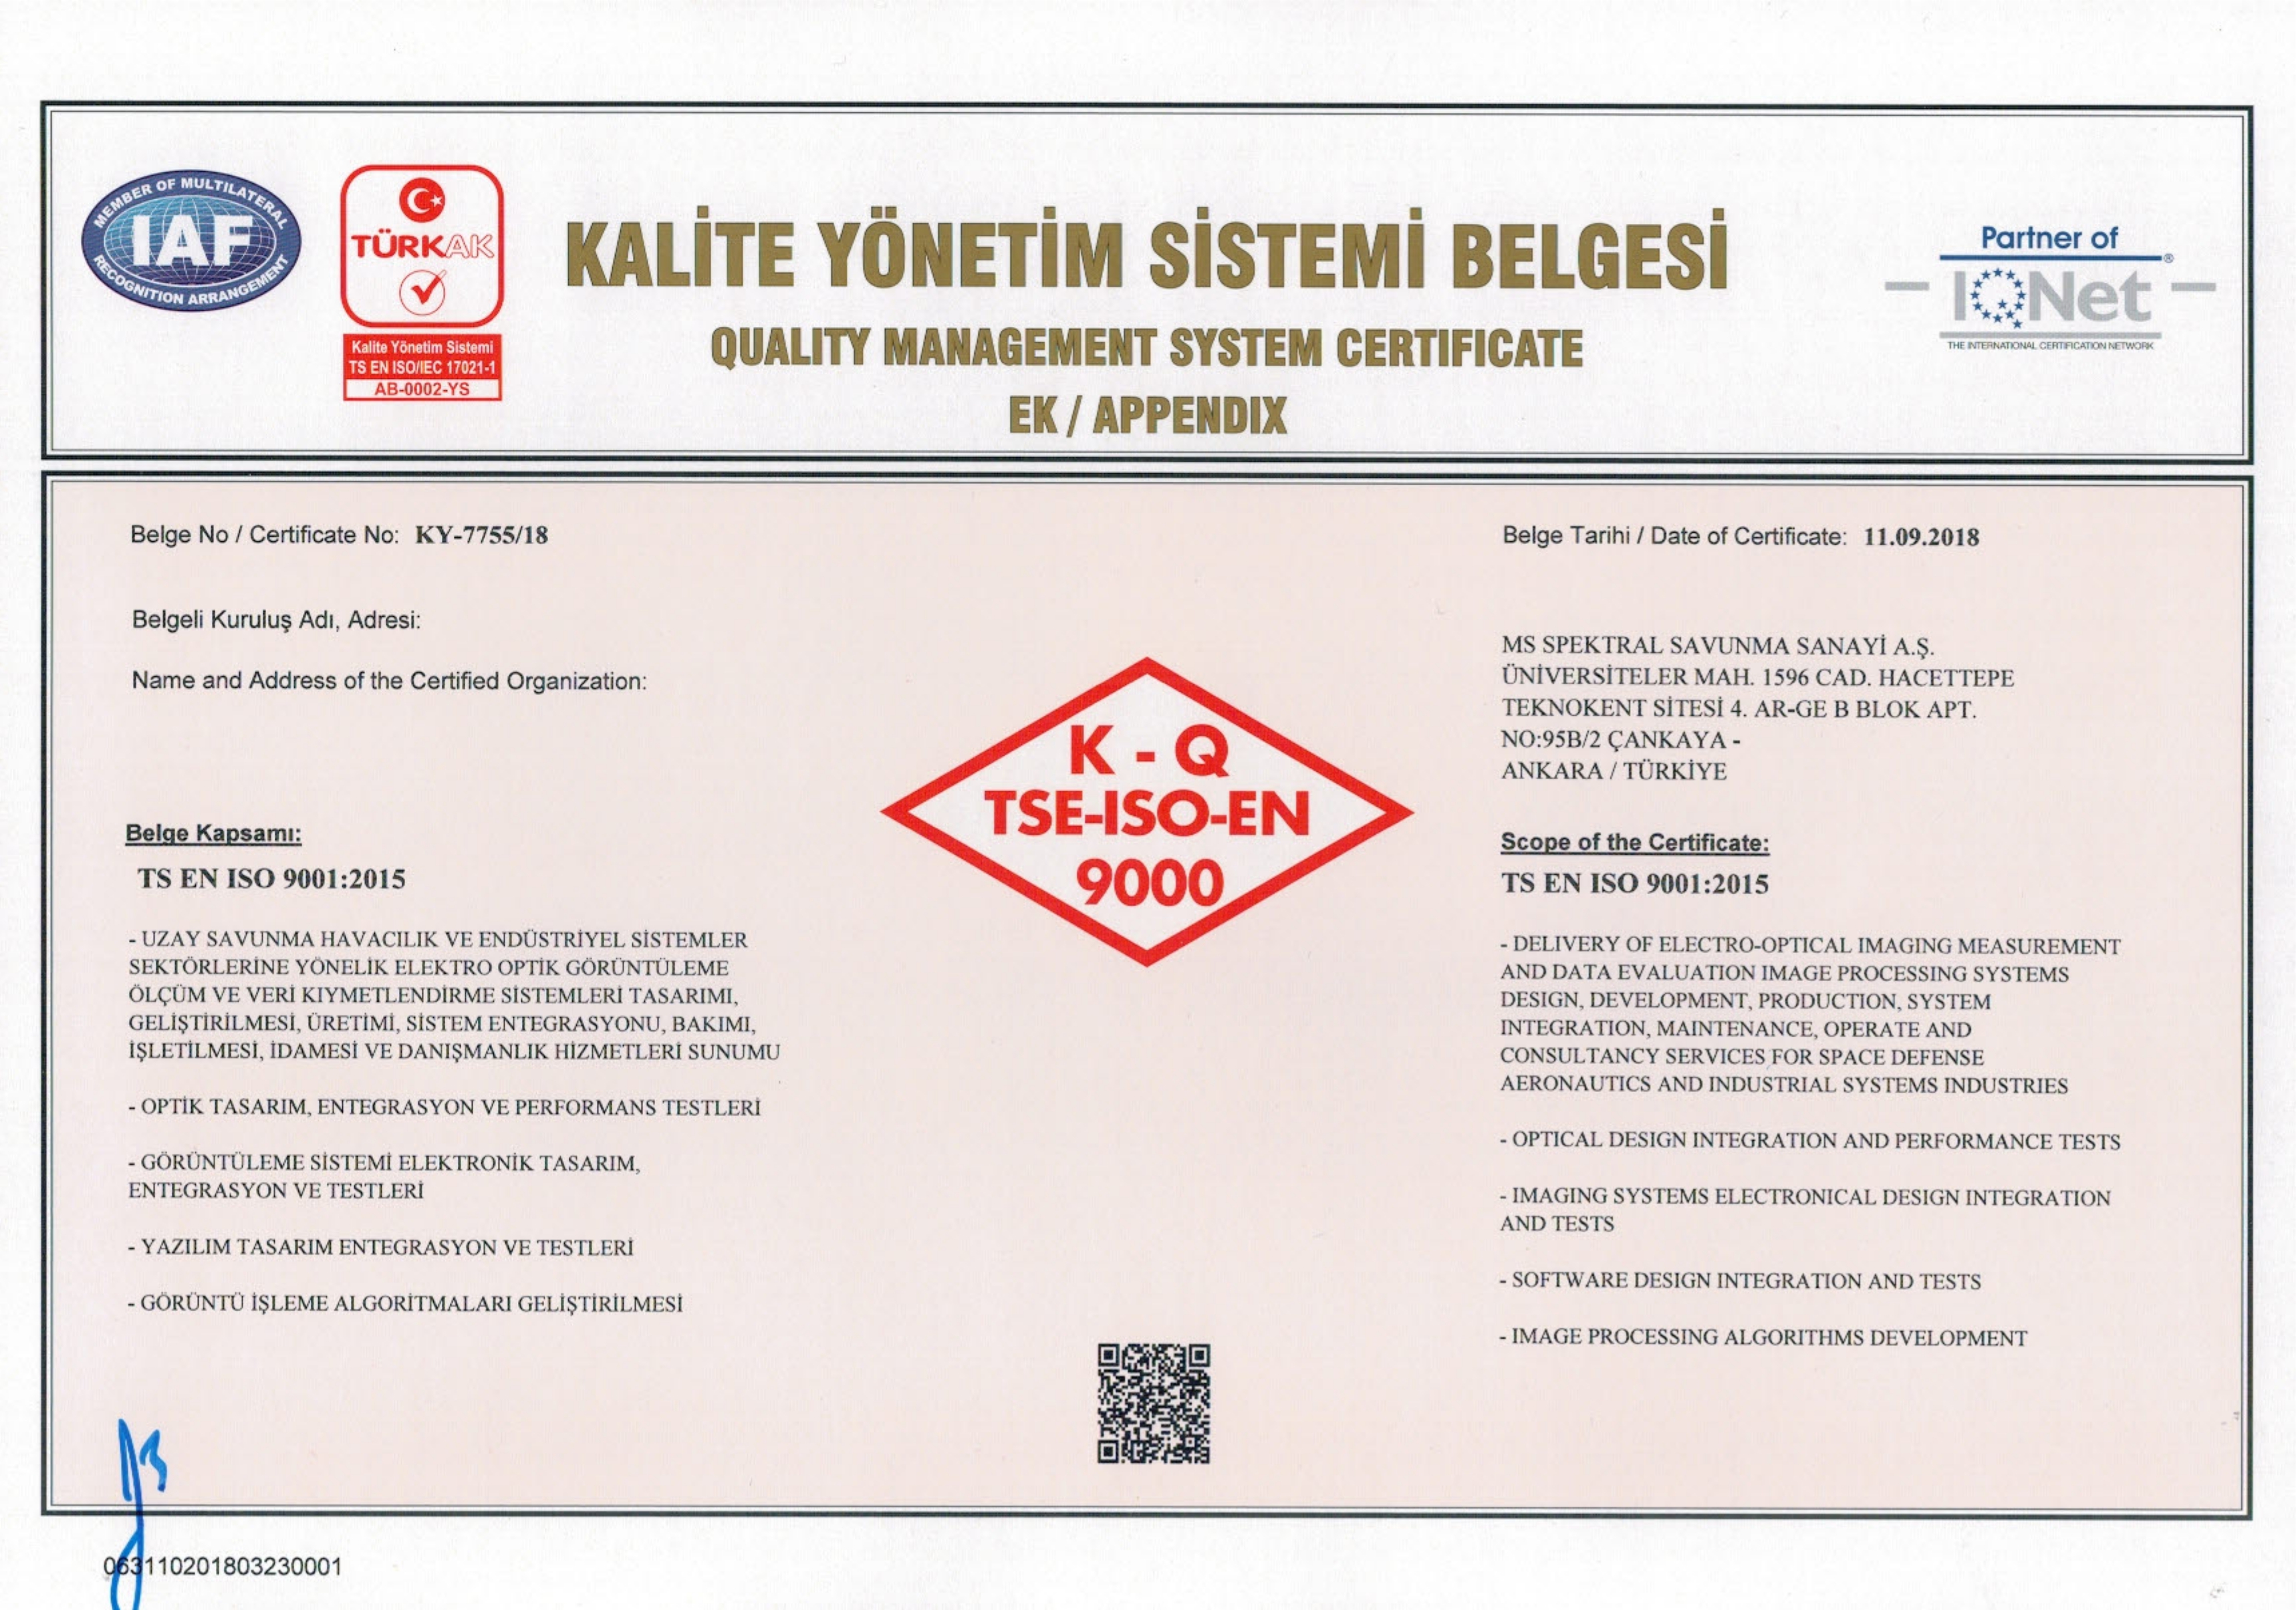 MEMBER OF MULTILATERAL
IAF
RECOGNITION ARRANGEMENT
TÜRKAK
Kalite Yönetim Sistemi
TS EN ISO/IEC 17021-1
AB-0002-YS
KALİTE YÖNETİM SİSTEMİ BELGESİ
QUALITY MANAGEMENT SYSTEM CERTIFICATE
EK / APPENDIX
Partner of
IQNet ®
THE INTERNATIONAL CERTIFICATION NETWORK
Belge No / Certificate No: KY-7755/18
Belge Tarihi / Date of Certificate: 11.09.2018
Belgeli Kuruluş Adı, Adresi:
Name and Address of the Certified Organization:
MS SPEKTRAL SAVUNMA SANAYİ A.Ş.
ÜNİVERSİTELER MAH. 1596 CAD. HACETTEPE
TEKNOKENT SİTESİ 4. AR-GE B BLOK APT.
NO:95B/2 ÇANKAYA -
ANKARA / TÜRKİYE
K - Q
TSE-ISO-EN
9000
Belge Kapsamı:
TS EN ISO 9001:2015
- UZAY SAVUNMA HAVACILIK VE ENDÜSTRİYEL SİSTEMLER
SEKTÖRLERİNE YÖNELİK ELEKTRO OPTİK GÖRÜNTÜLEME
ÖLÇÜM VE VERİ KIYMETLENDİRME SİSTEMLERİ TASARIMI,
GELİŞTİRİLMESİ, ÜRETİMİ, SİSTEM ENTEGRASYONU, BAKIMI,
İŞLETİLMESİ, İDAMESİ VE DANIŞMANLIK HİZMETLERİ SUNUMU
- OPTİK TASARIM, ENTEGRASYON VE PERFORMANS TESTLERİ
- GÖRÜNTÜLEME SİSTEMİ ELEKTRONİK TASARIM,
ENTEGRASYON VE TESTLERİ
- YAZILIM TASARIM ENTEGRASYON VE TESTLERİ
- GÖRÜNTÜ İŞLEME ALGORİTMALARI GELİŞTİRİLMESİ
Scope of the Certificate:
TS EN ISO 9001:2015
- DELIVERY OF ELECTRO-OPTICAL IMAGING MEASUREMENT
AND DATA EVALUATION IMAGE PROCESSING SYSTEMS
DESIGN, DEVELOPMENT, PRODUCTION, SYSTEM
INTEGRATION, MAINTENANCE, OPERATE AND
CONSULTANCY SERVICES FOR SPACE DEFENSE
AERONAUTICS AND INDUSTRIAL SYSTEMS INDUSTRIES
- OPTICAL DESIGN INTEGRATION AND PERFORMANCE TESTS
- IMAGING SYSTEMS ELECTRONICAL DESIGN INTEGRATION
AND TESTS
- SOFTWARE DESIGN INTEGRATION AND TESTS
- IMAGE PROCESSING ALGORITHMS DEVELOPMENT
063110201803230001